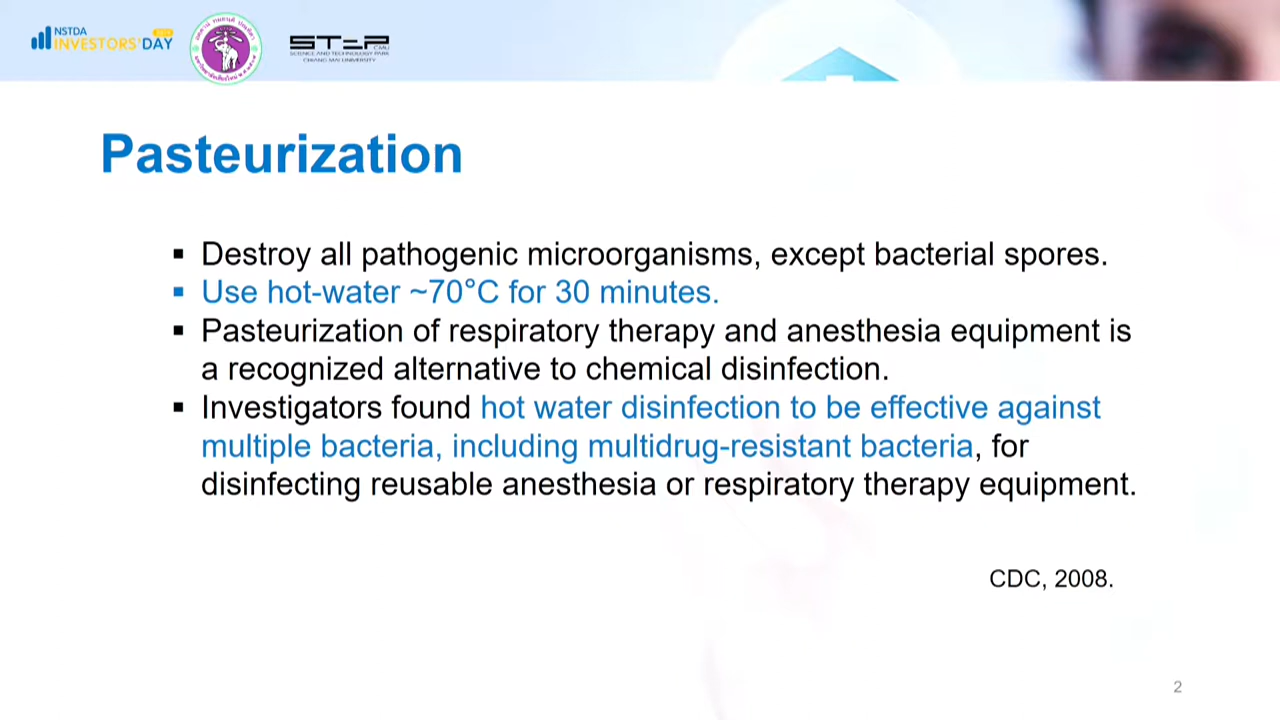 NSTDA
INVESTORS' DAY
STeP
CMU
SCIENCE AND TECHNOLOGY PARK
CHIANG MAI UNIVERSITY
Pasteurization
▪ Destroy all pathogenic microorganisms, except bacterial spores.
▪ Use hot-water ~70°C for 30 minutes.
▪ Pasteurization of respiratory therapy and anesthesia equipment is
a recognized alternative to chemical disinfection.
▪ Investigators found hot water disinfection to be effective against
multiple bacteria, including multidrug-resistant bacteria, for
disinfecting reusable anesthesia or respiratory therapy equipment.
CDC, 2008.
2